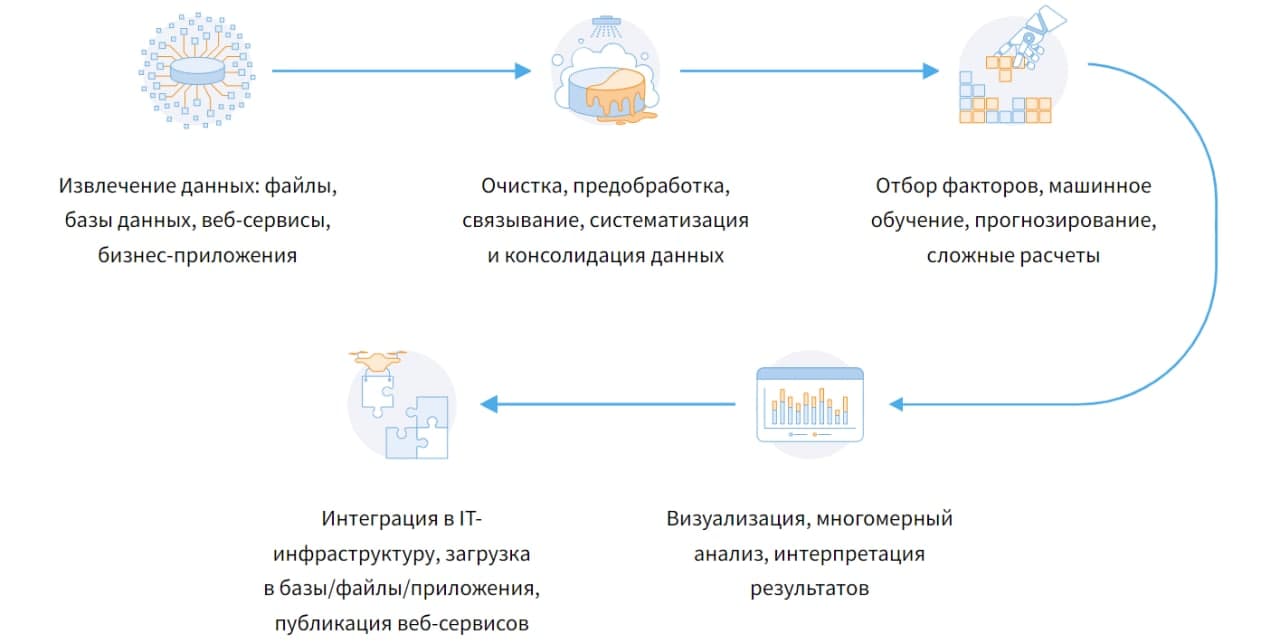 Извлечение данных: файлы,
базы данных, веб-сервисы,
бизнес-приложения
Очистка, предобработка,
связывание, систематизация
и консолидация данных
Отбор факторов, машинное
обучение, прогнозирование,
сложные расчеты
Визуализация, многомерный
анализ, интерпретация
результатов
Интеграция в IT-
инфраструктуру, загрузка
в базы/файлы/приложения,
публикация веб-сервисов